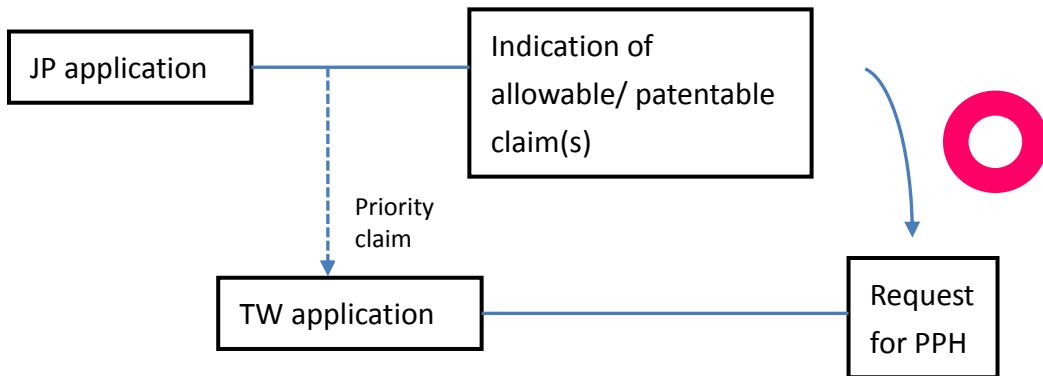 JP application
Indication of
allowable/ patentable
claim(s)
Priority
claim
TW application
Request
for PPH